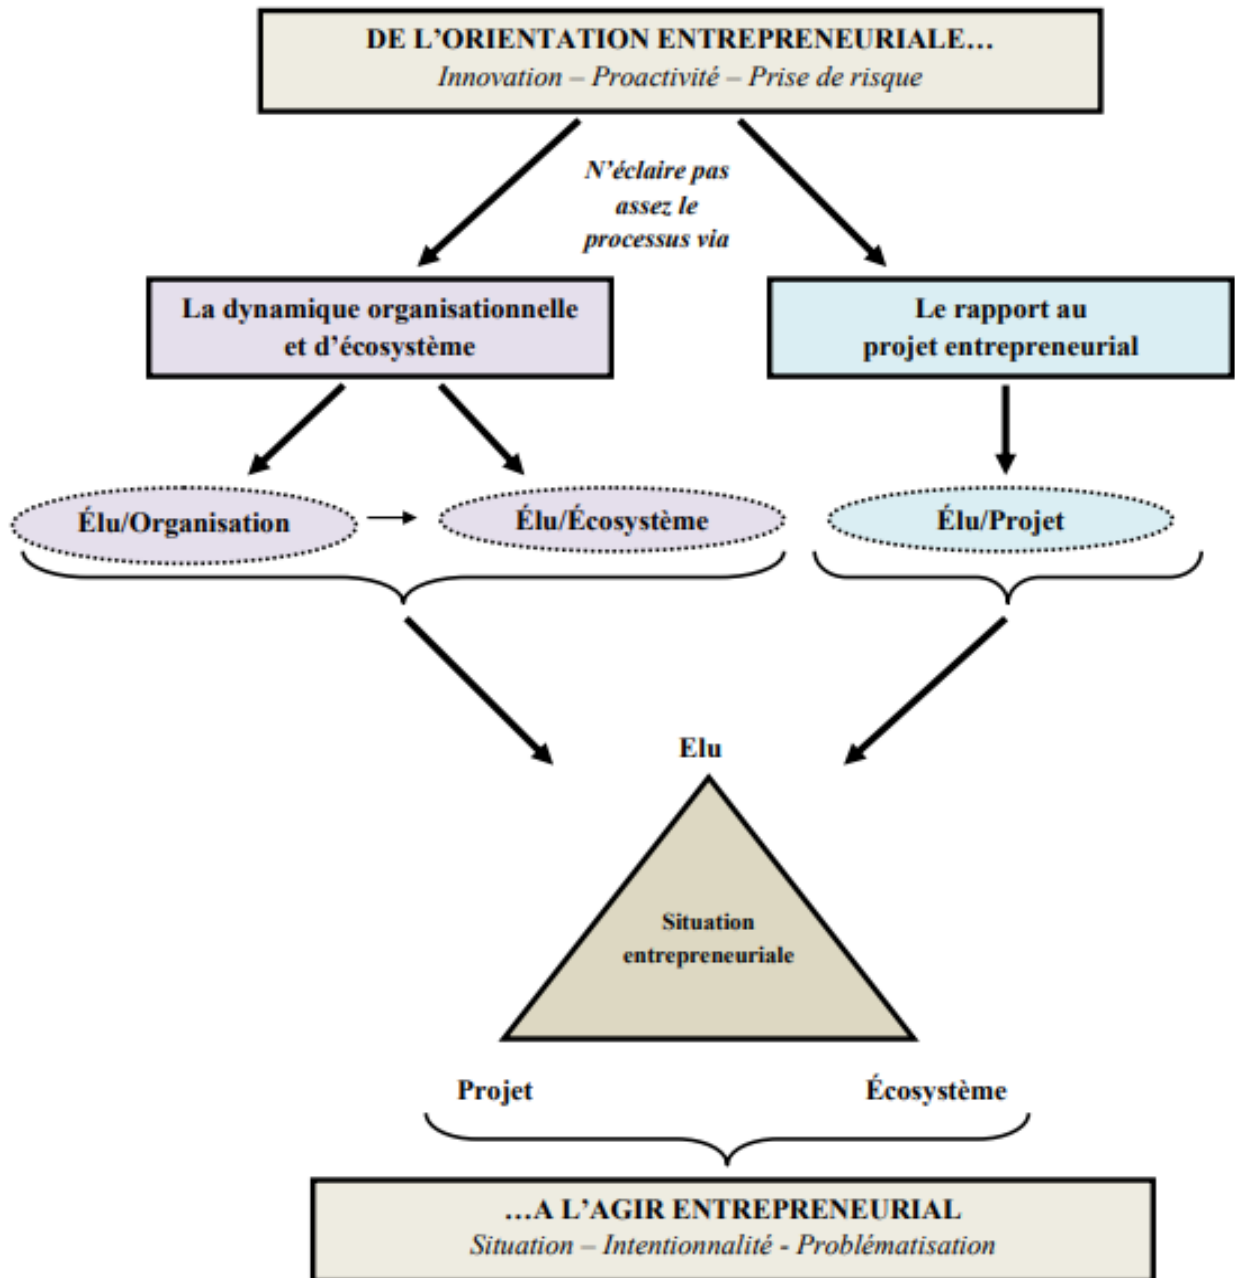 DE L’ORIENTATION ENTREPRENEURIALE…
Innovation – Proactivité – Prise de risque
N’éclaire pas
assez le
processus via
La dynamique organisationnelle
et d’écosystème
Le rapport au
projet entrepreneurial
Élu/Organisation
Élu/Écosystème
Élu/Projet
Elu
Situation
entrepreneuriale
Projet
Écosystème
…A L’AGIR ENTREPRENEURIAL
Situation – Intentionnalité - Problématisation